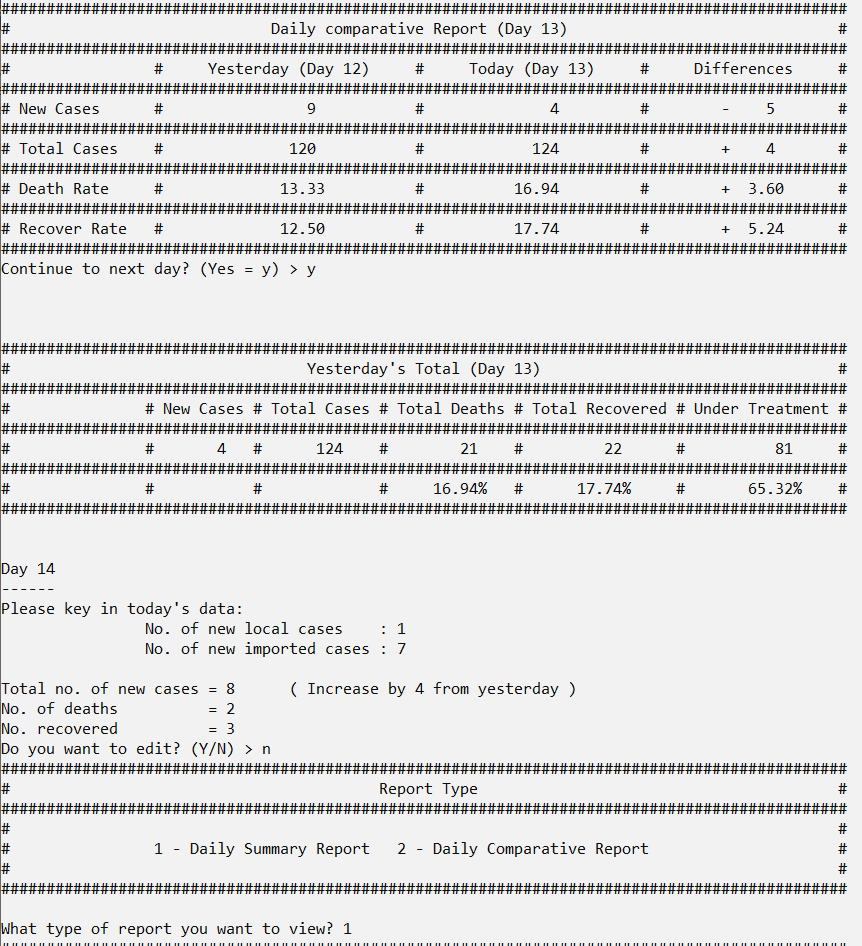 ##############################################################################################
#                             Daily comparative Report (Day 13)                              #
##############################################################################################
#                #     Yesterday (Day 12)     #     Today (Day 13)     #     Differences     #
##############################################################################################
# New Cases      #                9           #              4         #        -    5       #
##############################################################################################
# Total Cases    #              120           #            124         #        +    4       #
##############################################################################################
# Death Rate     #             13.33          #          16.94         #        +  3.60      #
##############################################################################################
# Recover Rate   #             12.50          #          17.74         #        +  5.24      #
##############################################################################################
Continue to next day? (Yes = y) > y
##############################################################################################
#                                 Yesterday's Total (Day 13)                                 #
##############################################################################################
#               # New Cases # Total Cases # Total Deaths # Total Recovered # Under Treatment #
##############################################################################################
#               #       4   #      124    #        21    #         22      #          81     #
##############################################################################################
#               #           #             #     16.94%   #      17.74%     #       65.32%    #
##############################################################################################
Day 14
------
Please key in today's data:
                No. of new local cases    : 1
                No. of new imported cases : 7
Total no. of new cases = 8      ( Increase by 4 from yesterday )
No. of deaths          = 2
No. recovered          = 3
Do you want to edit? (Y/N) > n
##############################################################################################
#                                         Report Type                                        #
##############################################################################################
#                                                                                            #
#                1 - Daily Summary Report   2 - Daily Comparative Report                     #
#                                                                                            #
##############################################################################################
What type of report you want to view? 1
##############################################################################################